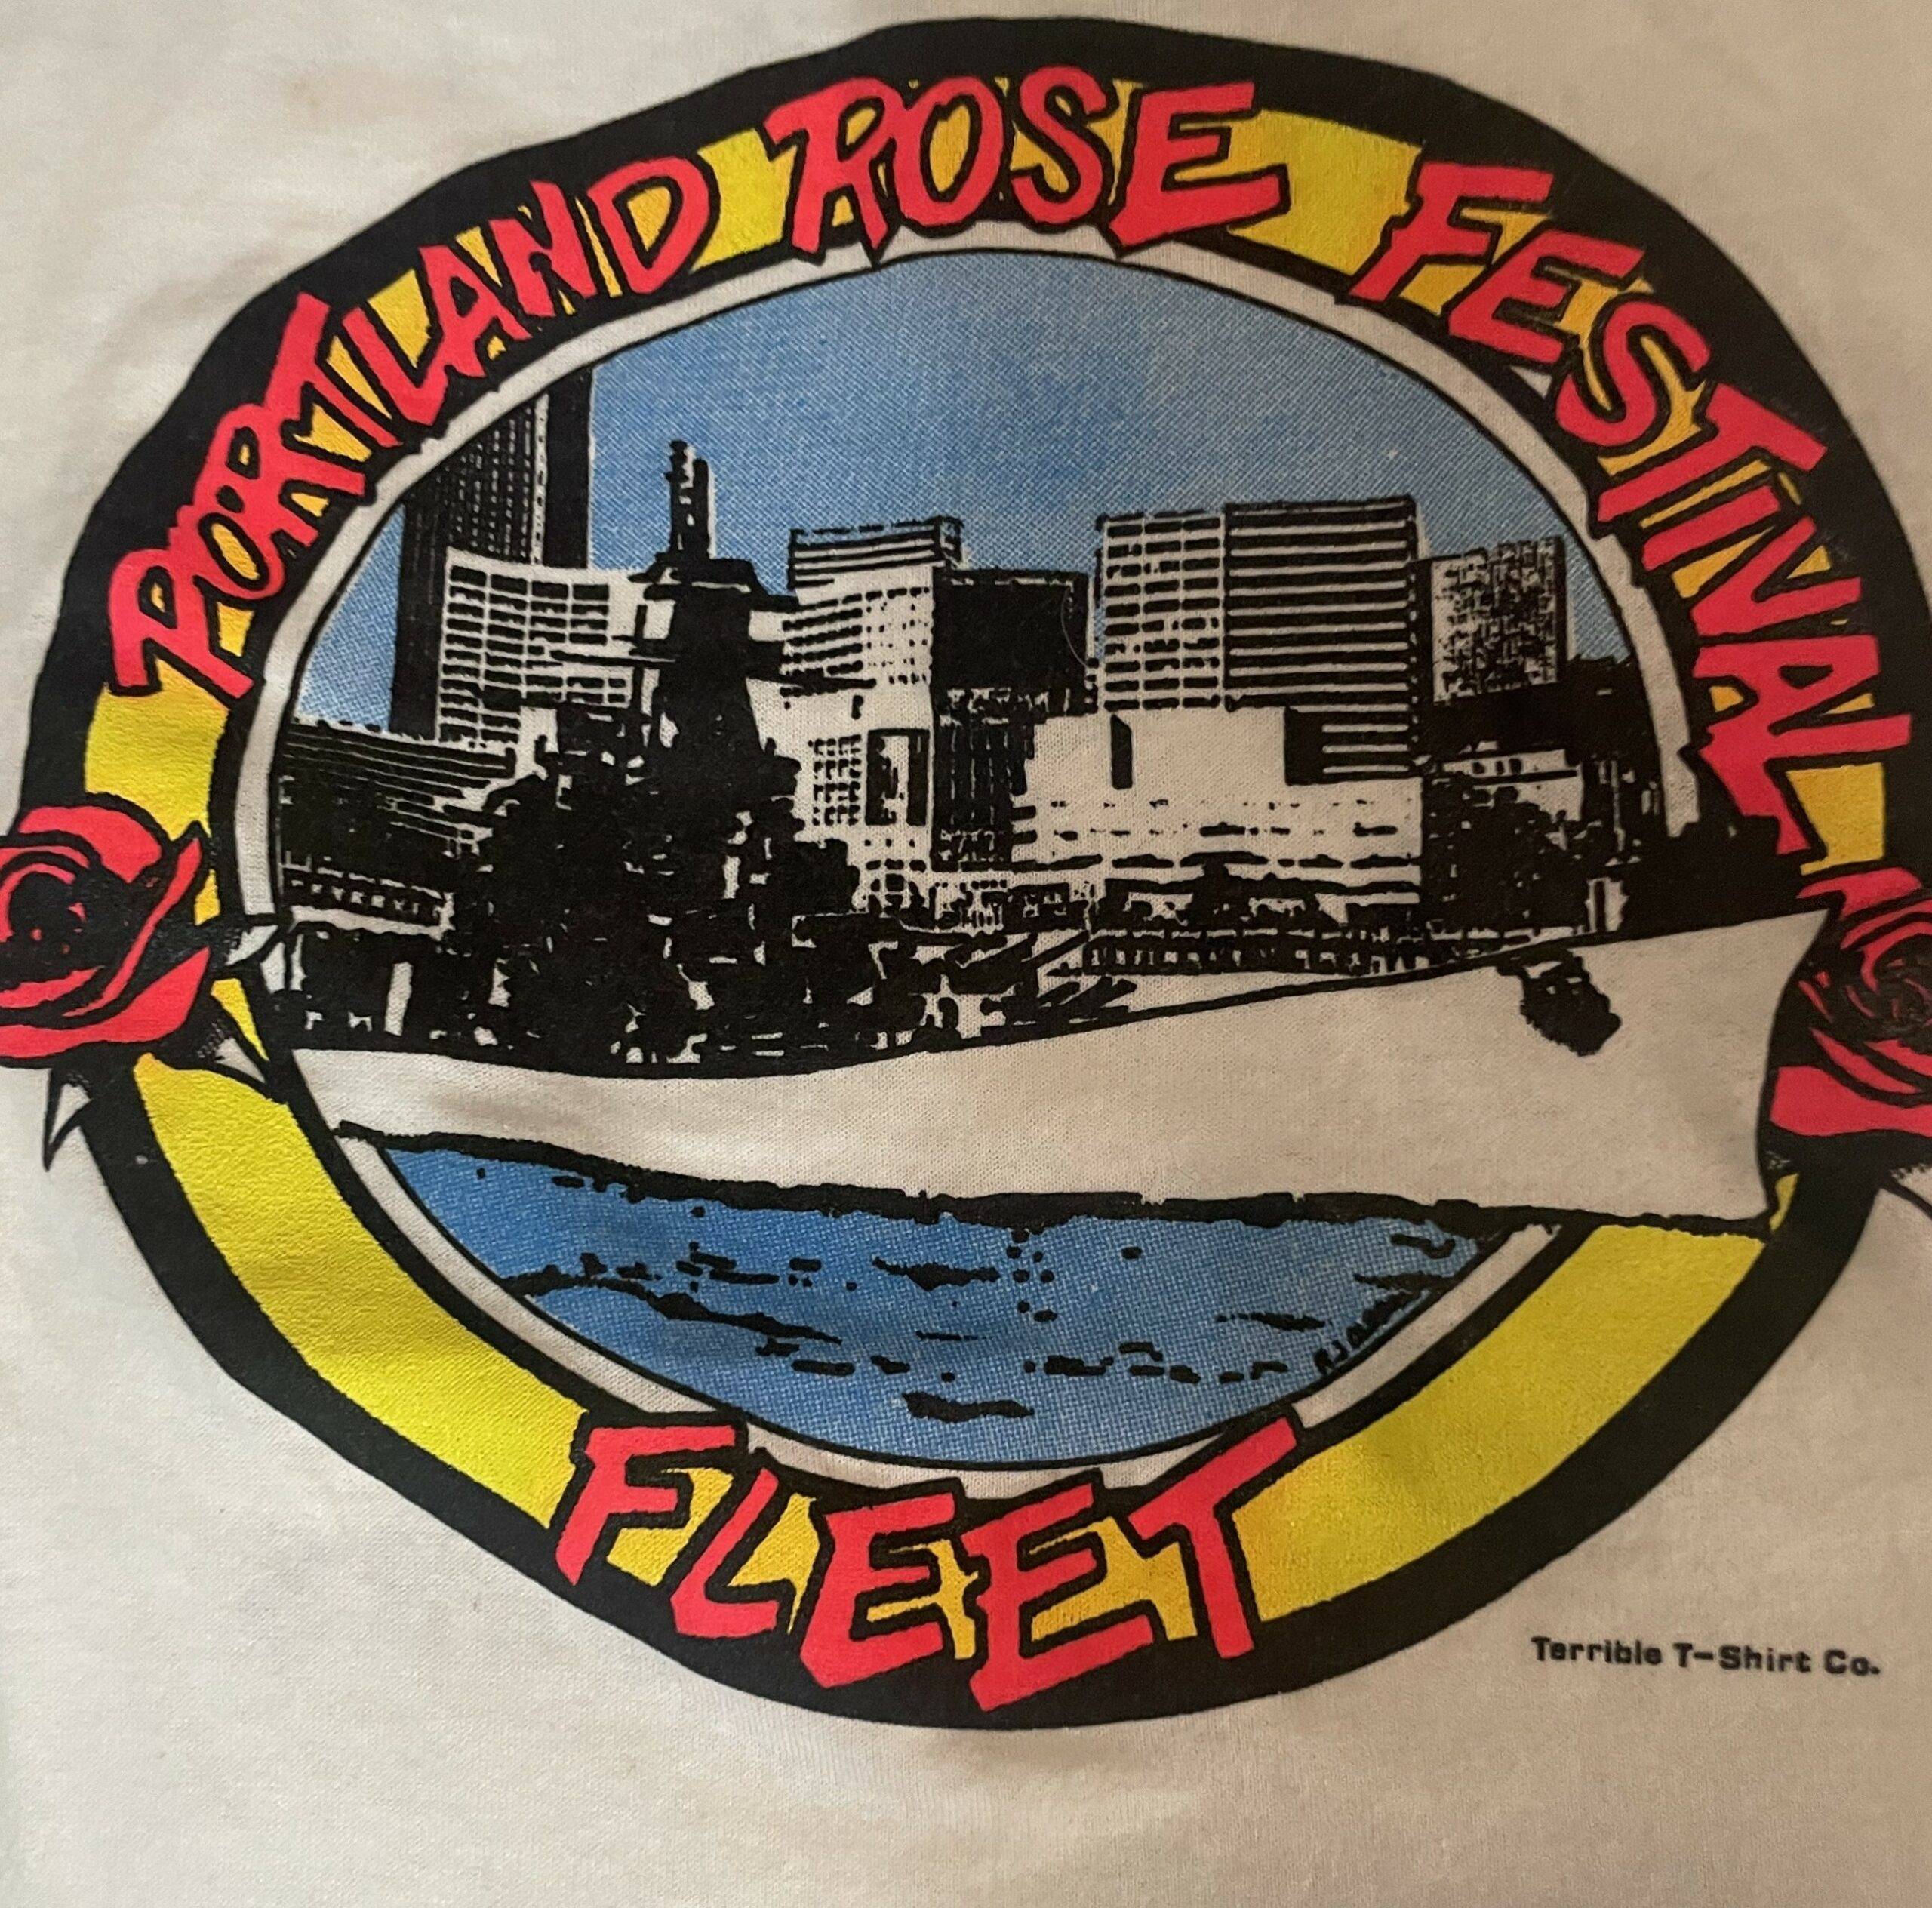 PORTLAND ROSE FESTIVAL
FLEET
Terrible T-Shirt Co.